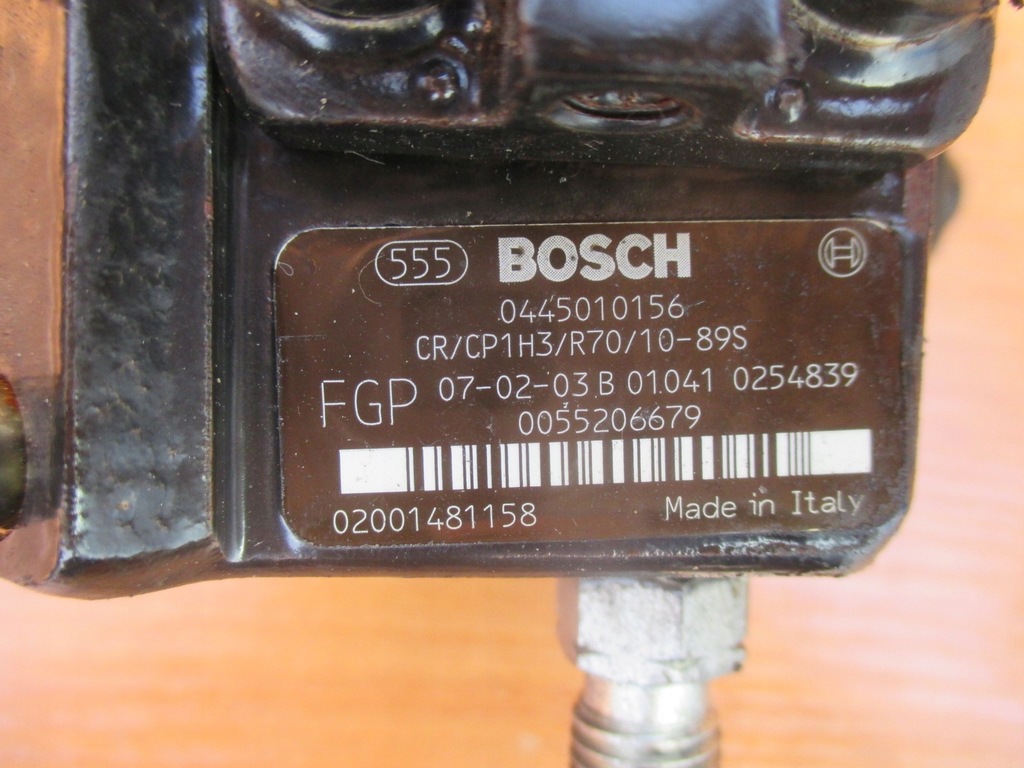 555 BOSCH H
0445010156
CR/CP1H3/R70/10-89S
FGP 07-02-03 B 01.041 0254839
0055206679
02001481158 Made in Italy